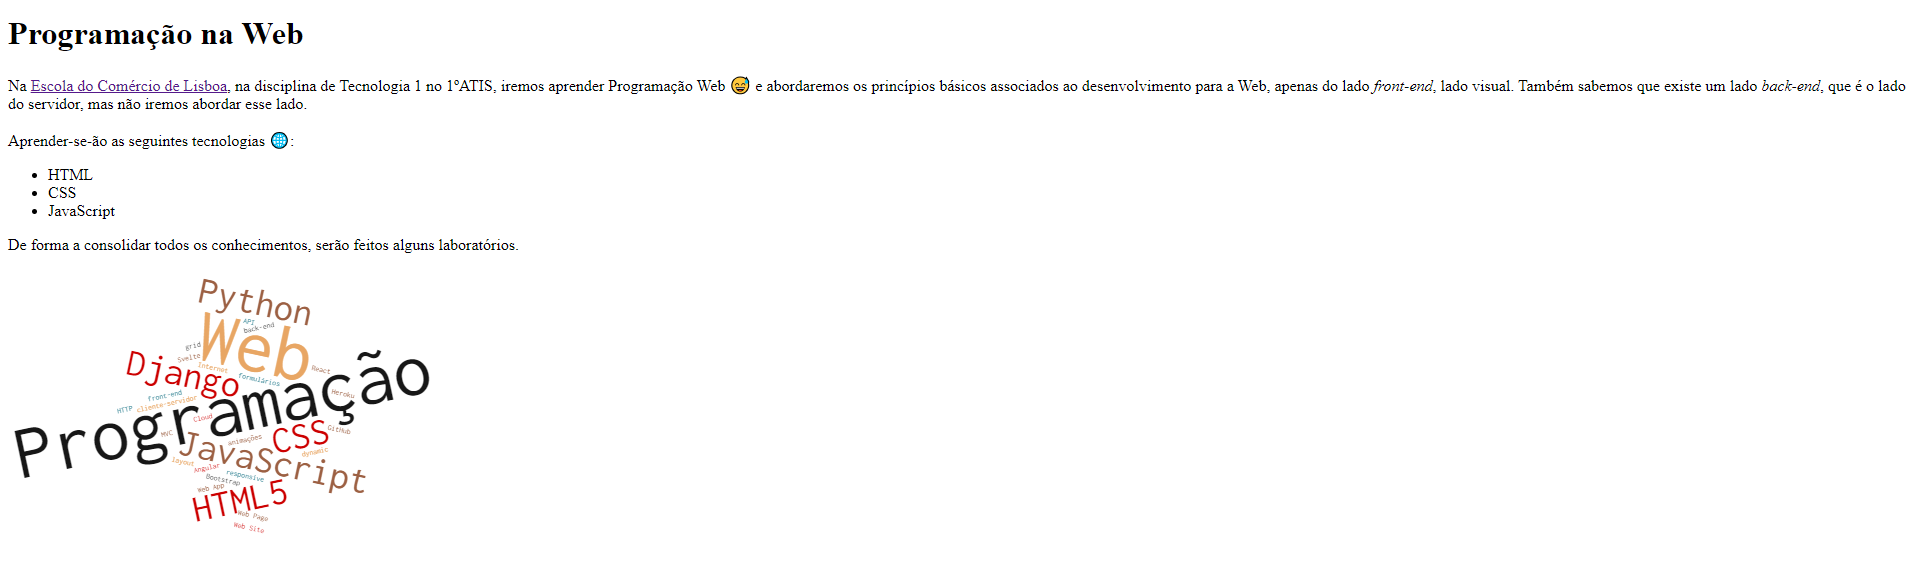 Programação na Web
Na Escola do Comércio de Lisboa, na disciplina de Tecnologia 1 no 1ºATIS, iremos aprender Programação Web 😅 e abordaremos os princípios básicos associados ao desenvolvimento para a Web, apenas do lado front-end, lado visual. Também sabemos que existe um lado back-end, que é o lado
do servidor, mas não iremos abordar esse lado.
Aprender-se-ão as seguintes tecnologias 🌐:
• HTML
• CSS
• JavaScript
De forma a consolidar todos os conhecimentos, serão feitos alguns laboratórios.
Python
API
back-end
Web
grid
Svelte
Django
Internet
React
formulários
Programação
Heroku
front-end
HTTP
cliente-servidor
Cloud
MVC
CSS
GitHub
animações
JavaScript
dynamic
layout
Angular
responsive
Bootstrap
Web App
HTML5
Web Page
Web Site